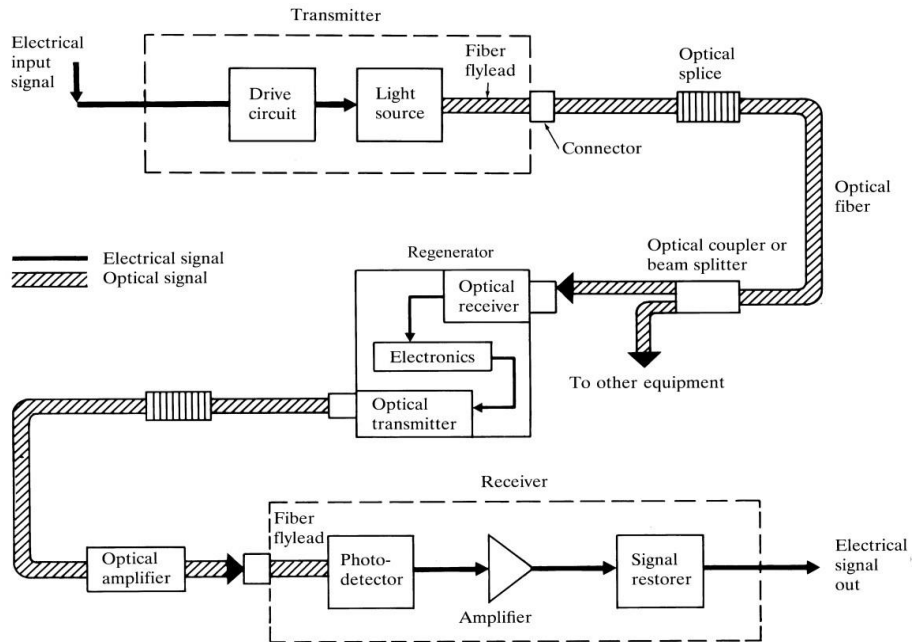 Transmitter
Electrical
input
signal
Drive
circuit
Light
source
Fiber
flylead
Optical
splice
Connector
Optical
fiber
Electrical signal
Optical signal
Regenerator
Optical
receiver
Optical coupler or
beam splitter
Electronics
To other equipment
Optical
transmitter
Receiver
Fiber
flylead
Optical
amplifier
Photo-
detector
Amplifier
Signal
restorer
Electrical
signal
out